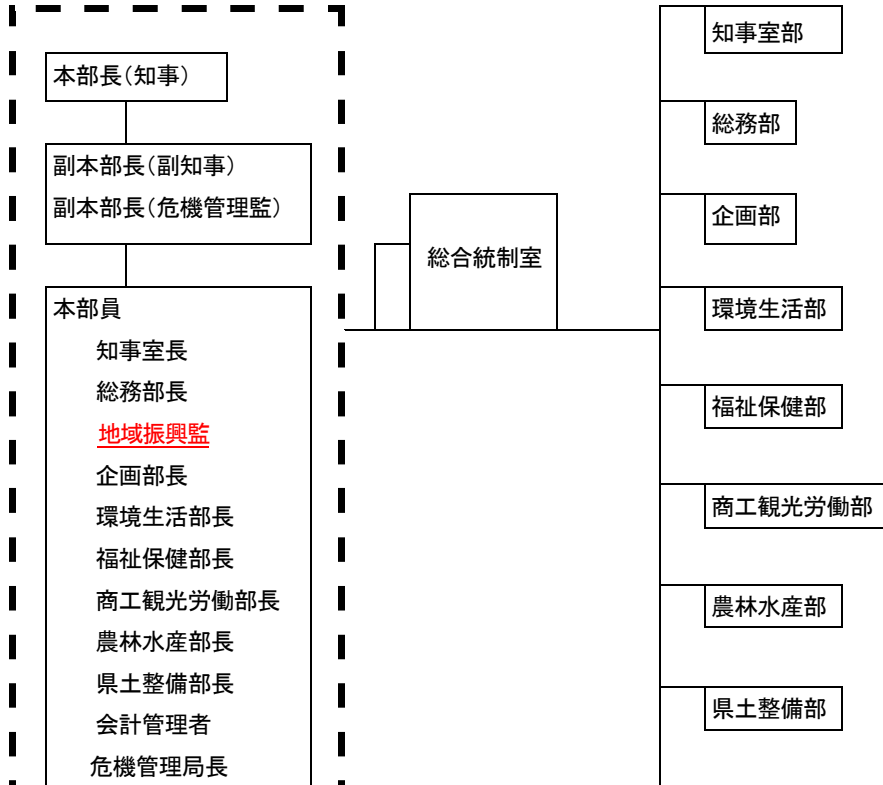 本部長（知事）
副本部長（副知事）
副本部長（危機管理監）
本部員
知事室長
総務部長
地域振興監
企画部長
環境生活部長
福祉保健部長
商工観光労働部長
農林水産部長
県土整備部長
会計管理者
危機管理局長
総合統制室
知事室部
総務部
企画部
環境生活部
福祉保健部
商工観光労働部
農林水産部
県土整備部